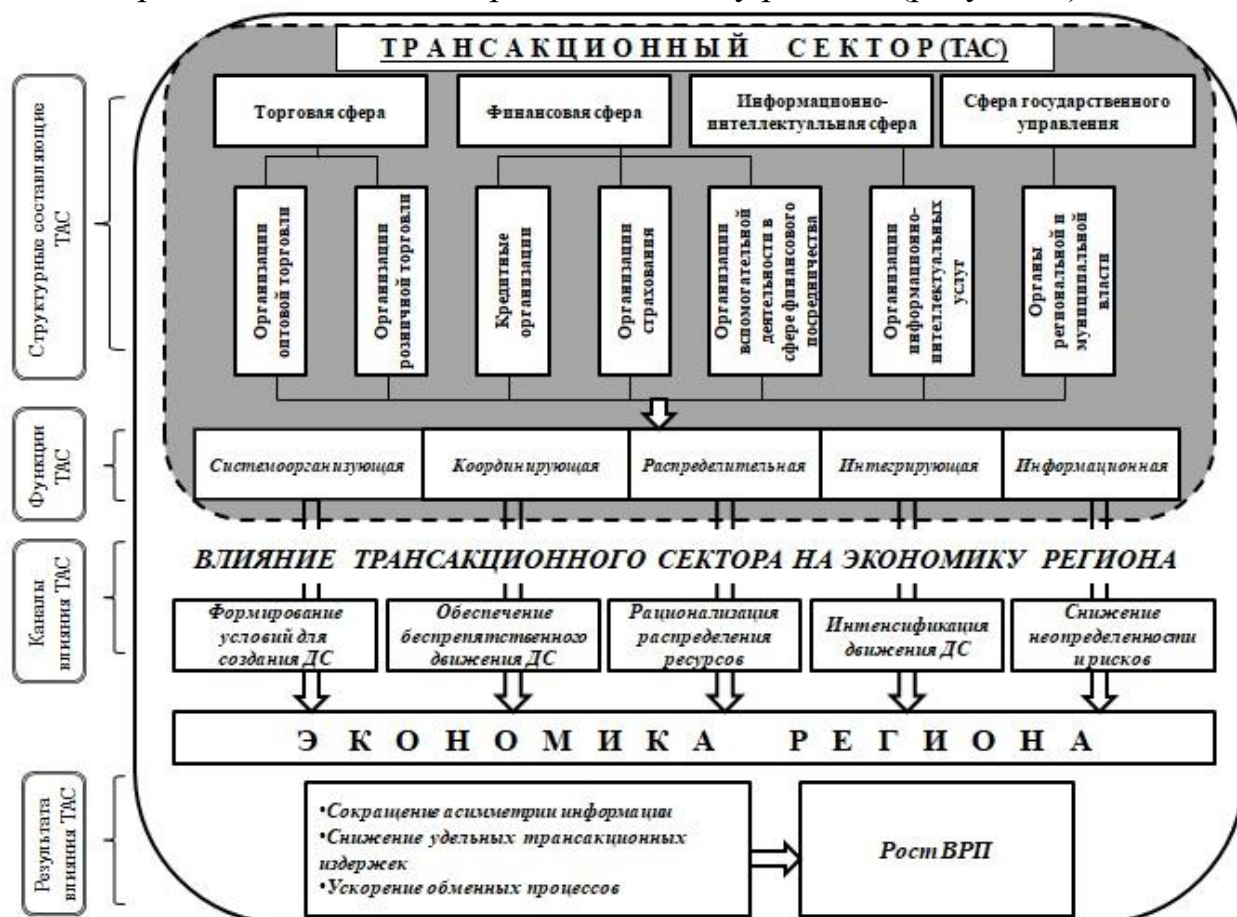 ТРАНСАКЦИОННЫЙ СЕКТОР(ТАС)
Структурные составляющие
ТАС
Торговая сфера
Финансовая сфера
Информационно-
интеллектуальная сфера
Сфера государственного
управления
Организации
оптовой торговли
Организации
розничной торговли
Кредитные
организации
Организации
страхования
Организации
вспомогательной
деятельности в
сфере финансового
посредничества
Организации
информационно-
интеллектуальных
услуг
Органы
региональной и
муниципальной
власти
Функции
ТАС
Системоорганизующая
Координирующая
Распределительная
Интегрирующая
Информационная
ВЛИЯНИЕ ТРАНСАКЦИОННОГО СЕКТОРА НА ЭКОНОМИКУ РЕГИОНА
Каналы
влияния ТАС
Формирование
условий для
создания ДС
Обеспечение
беспрепятственного
движения ДС
Рационализация
распределения
ресурсов
Интенсификация
движения ДС
Снижение
неопределенности
и рисков
ЭКОНОМИКА РЕГИОНА
Результата
влияния ТАС
•Сокращение асимметрии информации
•Снижение удельных трансакционных
издержек
•Ускорение обменных процессов
Рост ВРП